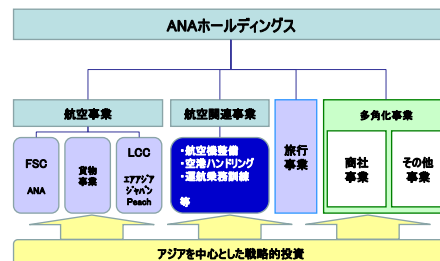 ANAホールディングス
航空事業
航空関連事業
旅行
事業
多角化事業
FSC
ANA
貨物
事業
LCC
エアアジア
ジャパン
Peach
・航空機整備
・空港ハンドリング
・運航乗務訓練
等
商社
事業
その他
事業
アジアを中心とした戦略的投資